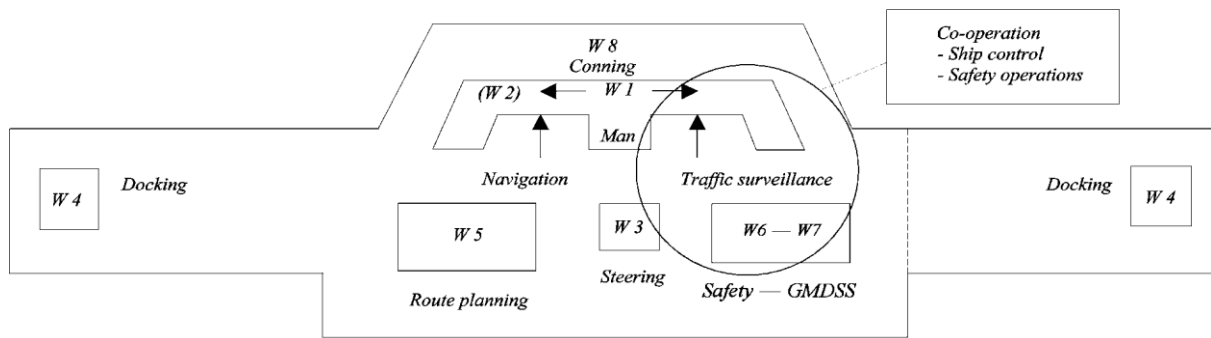 W 8
Conning
Co-operation
- Ship control
- Safety operations
(W 2)
W 1
Man
Navigation
Traffic surveillance
W 4
Docking
Docking
W 4
W 5
W 3
W6 — W7
Steering
Route planning
Safety — GMDSS